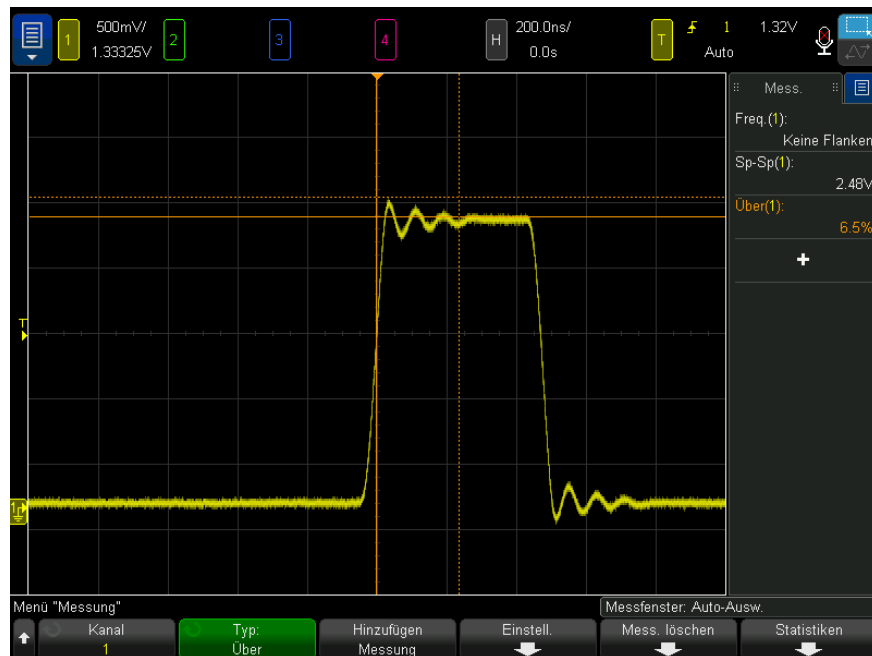 1
500mV/
1.33325V
2
3
4
H
200.0ns/
0.0s
T
1
1.32V
Auto
Mess.
Freq.(1):
Keine Flanken
Sp-Sp(1):
2.48V
Über(1):
6.5%
+
T
1
Menü "Messung"
Messfenster: Auto-Ausw.
Kanal
1
Typ:
Über
Hinzufügen
Messung
Einstell.
Mess. löschen
Statistiken